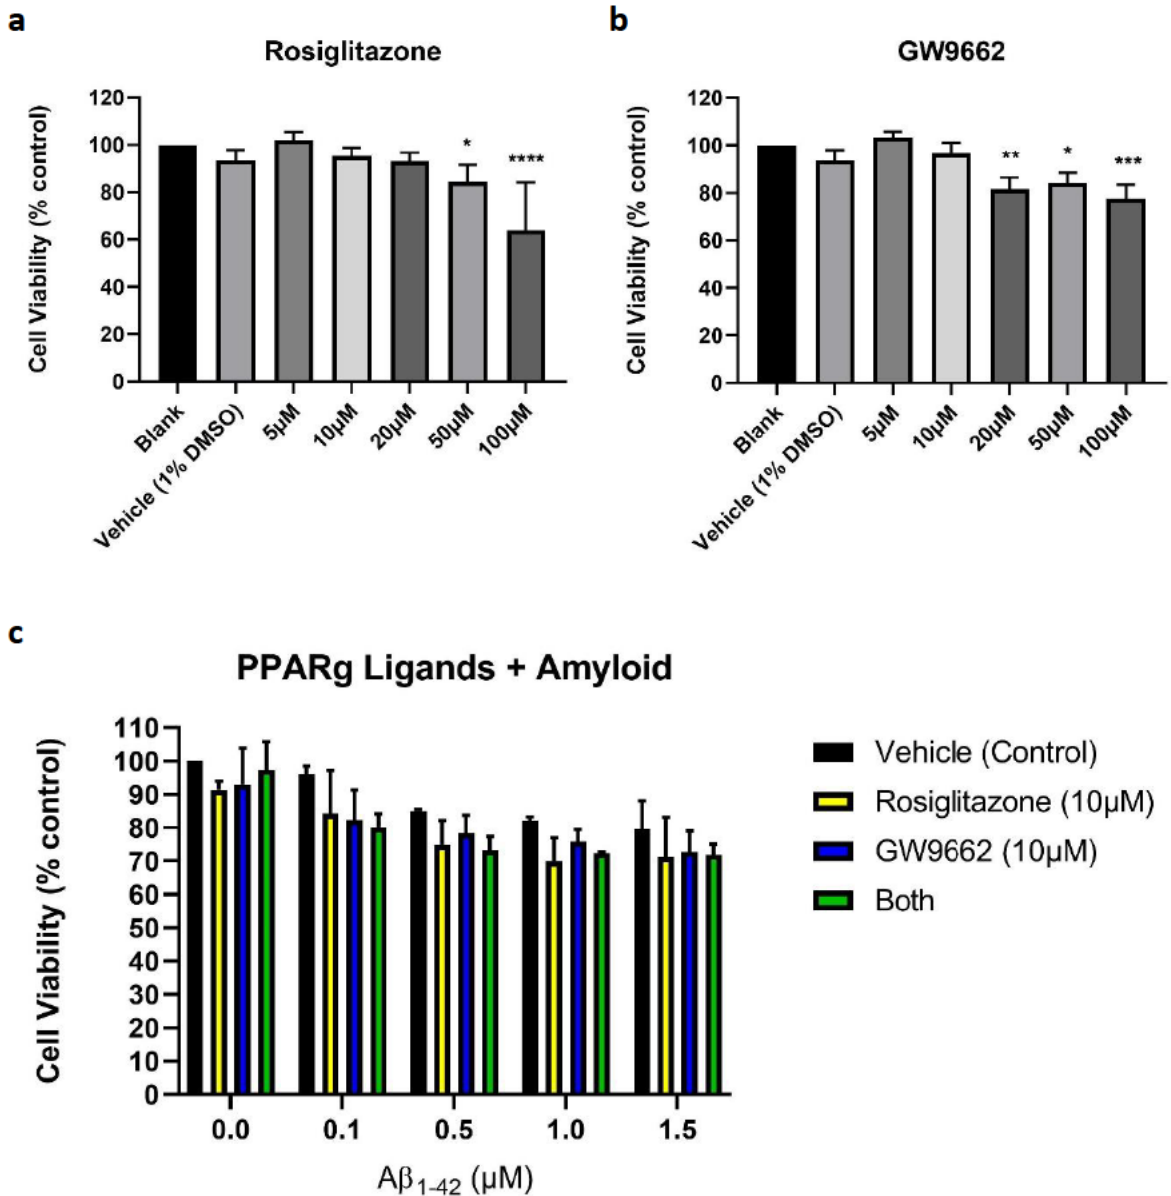 a
Rosiglitazone
Cell Viability (% control)
120
100
80
60
40
20
0
*
****
Blank
Vehicle (1% DMSO)
5μM
10μM
20μM
50μM
100μM
b
GW9662
Cell Viability (% control)
120
100
80
60
40
20
0
**
*
***
Blank
Vehicle (1% DMSO)
5μM
10μM
20μM
50μM
100μM
c
PPARg Ligands + Amyloid
Cell Viability (% control)
110
100
90
80
70
60
50
40
30
20
10
0
0.0
0.1
0.5
1.0
1.5
Aβ1-42 (μM)
Vehicle (Control)
Rosiglitazone (10μM)
GW9662 (10μM)
Both